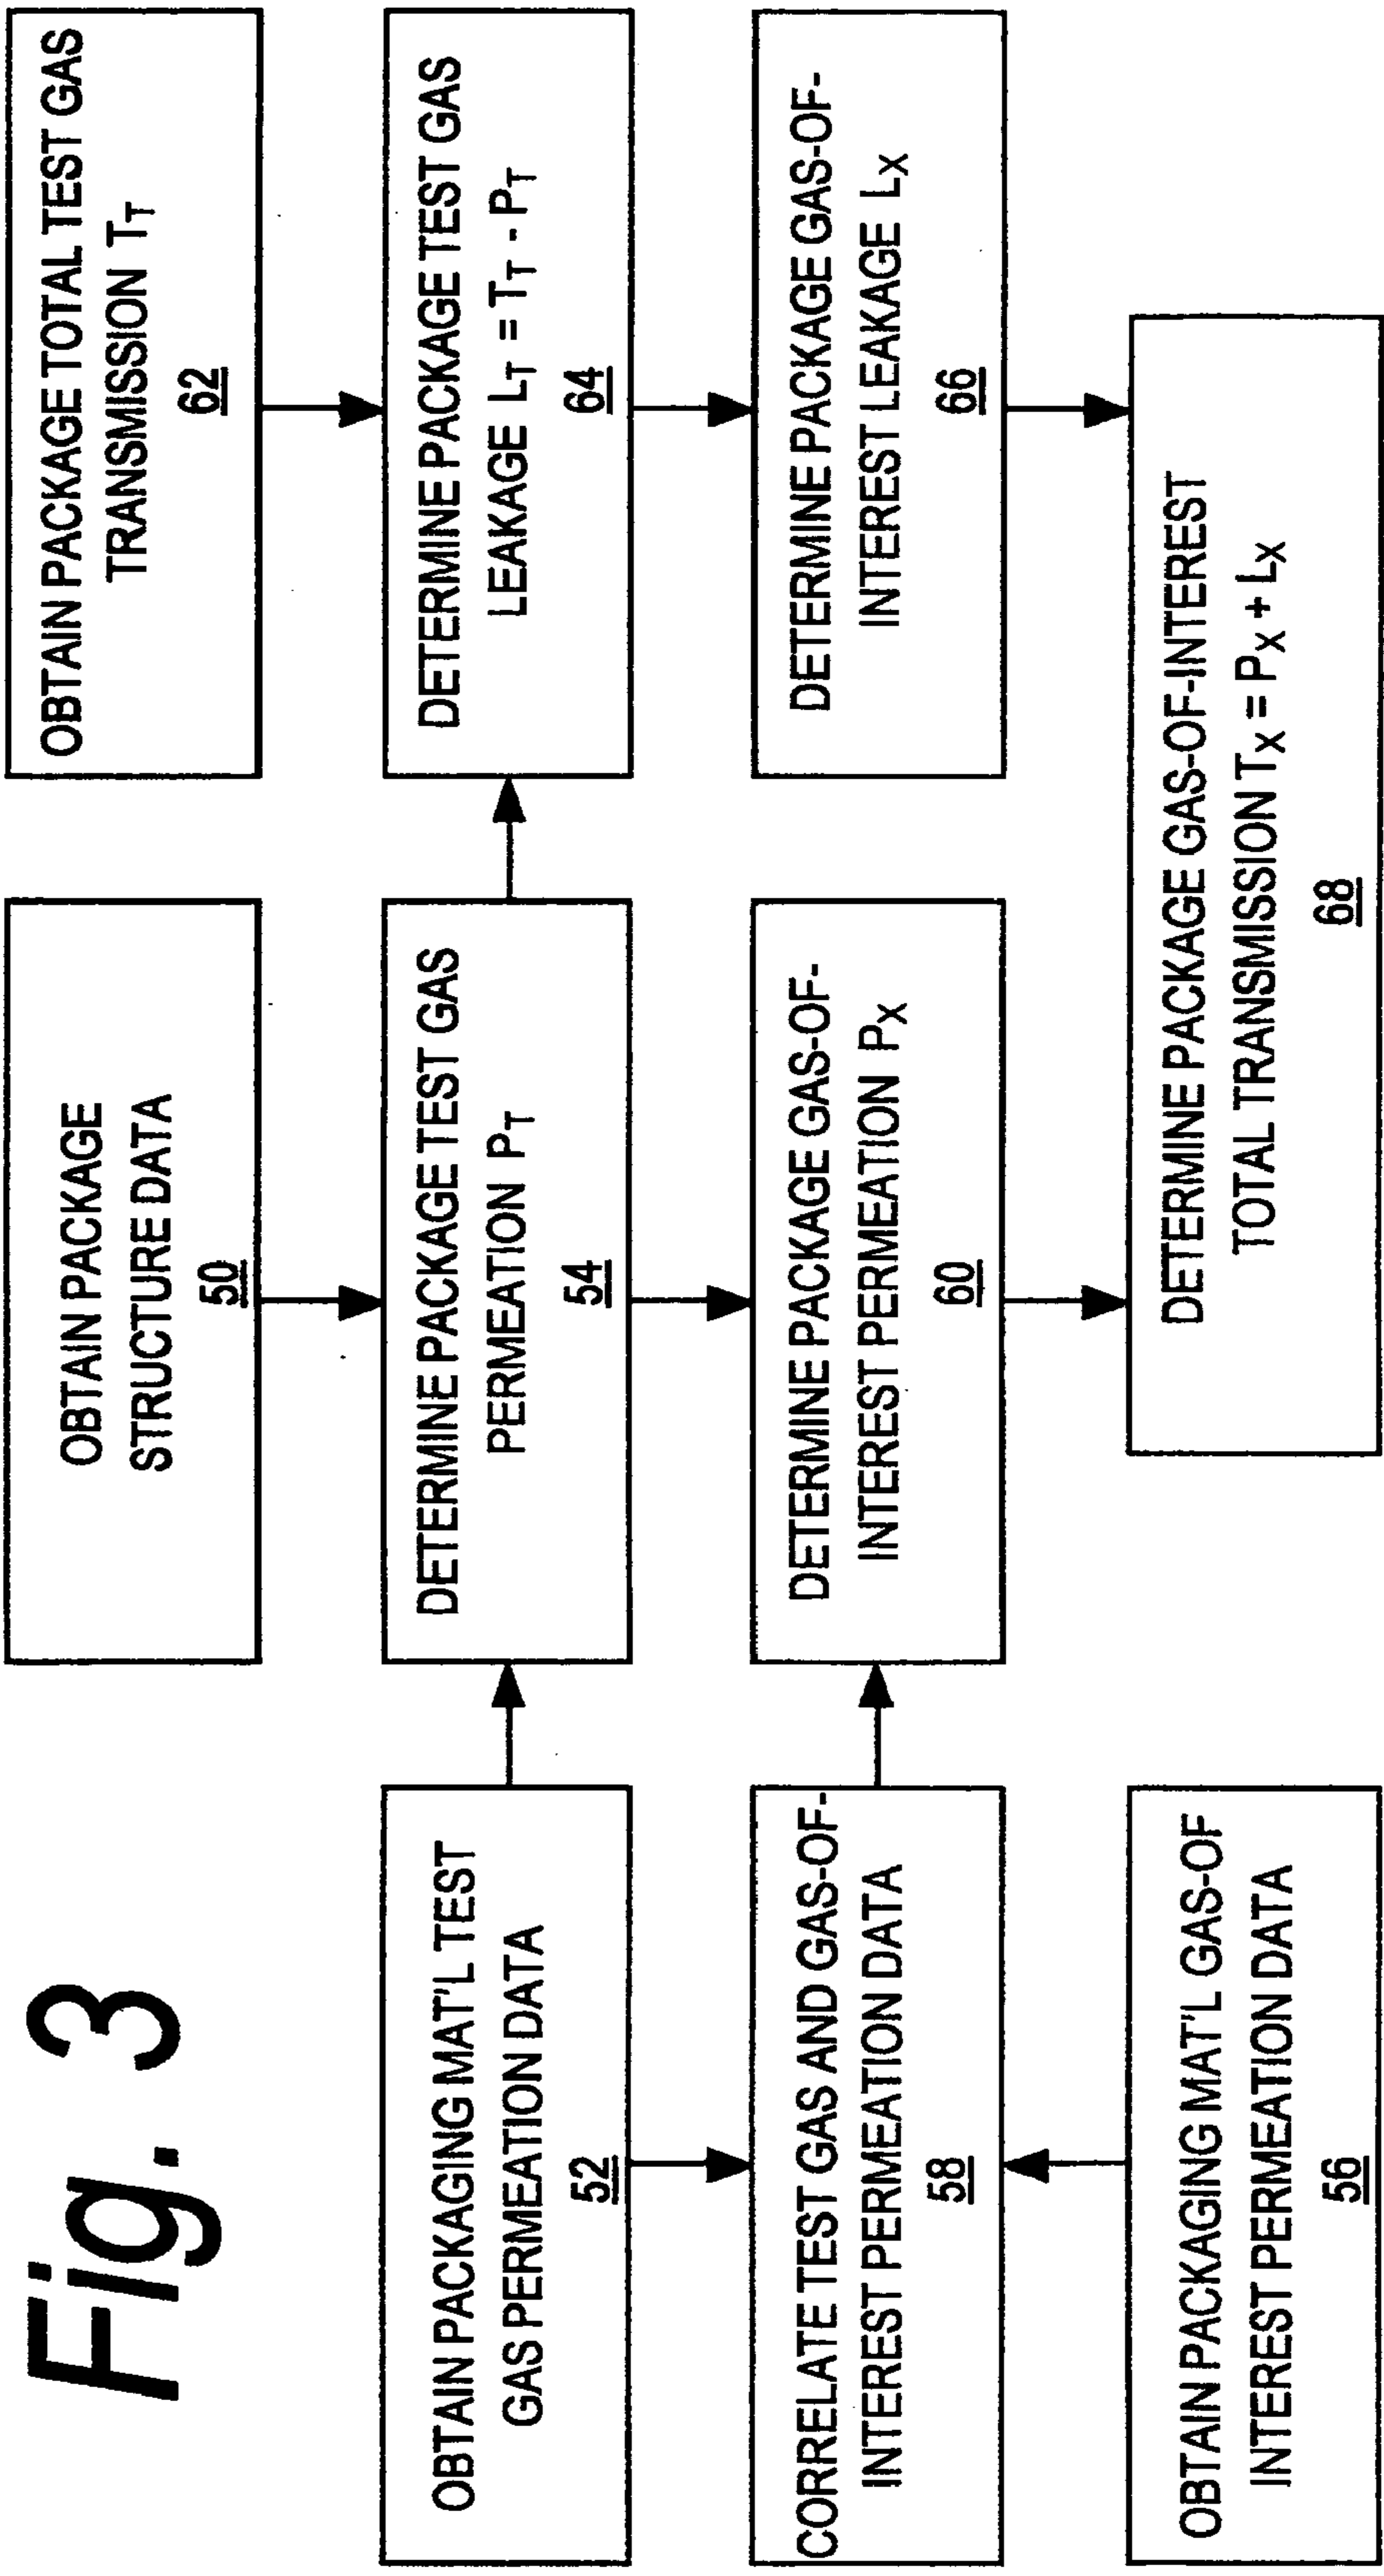 Fig. 3
OBTAIN PACKAGE
STRUCTURE DATA
50
OBTAIN PACKAGE TOTAL TEST GAS
TRANSMISSION T_T
62
OBTAIN PACKAGING MAT'L TEST
GAS PERMEATION DATA
52
DETERMINE PACKAGE TEST GAS
PERMEATION P_T
54
DETERMINE PACKAGE TEST GAS
LEAKAGE L_T = T_T - P_T
64
CORRELATE TEST GAS AND GAS-OF-
INTEREST PERMEATION DATA
58
DETERMINE PACKAGE GAS-OF-
INTEREST PERMEATION P_X
60
DETERMINE PACKAGE GAS-OF-
INTEREST LEAKAGE L_X
66
OBTAIN PACKAGING MAT'L GAS-OF
INTEREST PERMEATION DATA
56
DETERMINE PACKAGE GAS-OF-INTEREST
TOTAL TRANSMISSION T_X = P_X + L_X
68